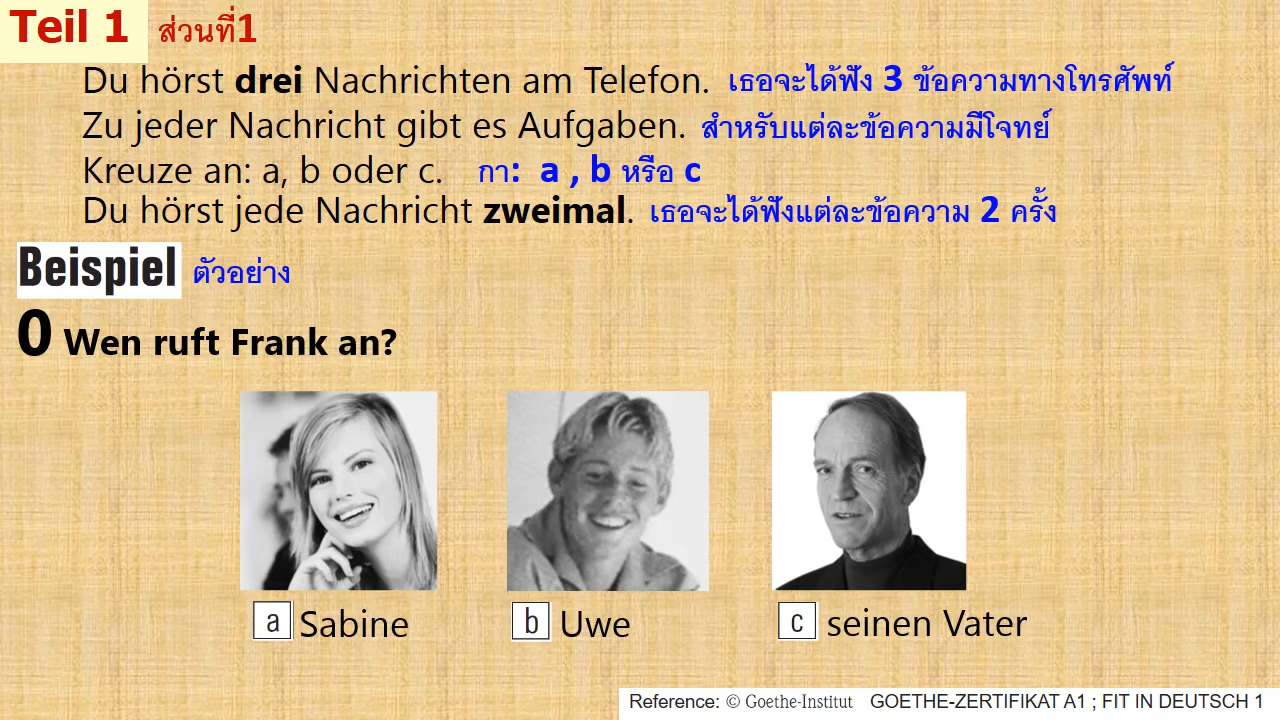 Teil 1 ส่วนที่1
Du hörst drei Nachrichten am Telefon. เธอจะได้ฟัง 3 ข้อความทางโทรศัพท์
Zu jeder Nachricht gibt es Aufgaben. สำหรับแต่ละข้อความมีโจทย์
Kreuze an: a, b oder c. กา: a , b หรือ c
Du hörst jede Nachricht zweimal. เธอจะได้ฟังแต่ละข้อความ 2 ครั้ง
Beispiel ตัวอย่าง
0 Wen ruft Frank an?
a Sabine
b Uwe
c seinen Vater
Reference: © Goethe-Institut GOETHE-ZERTIFIKAT A1 ; FIT IN DEUTSCH 1